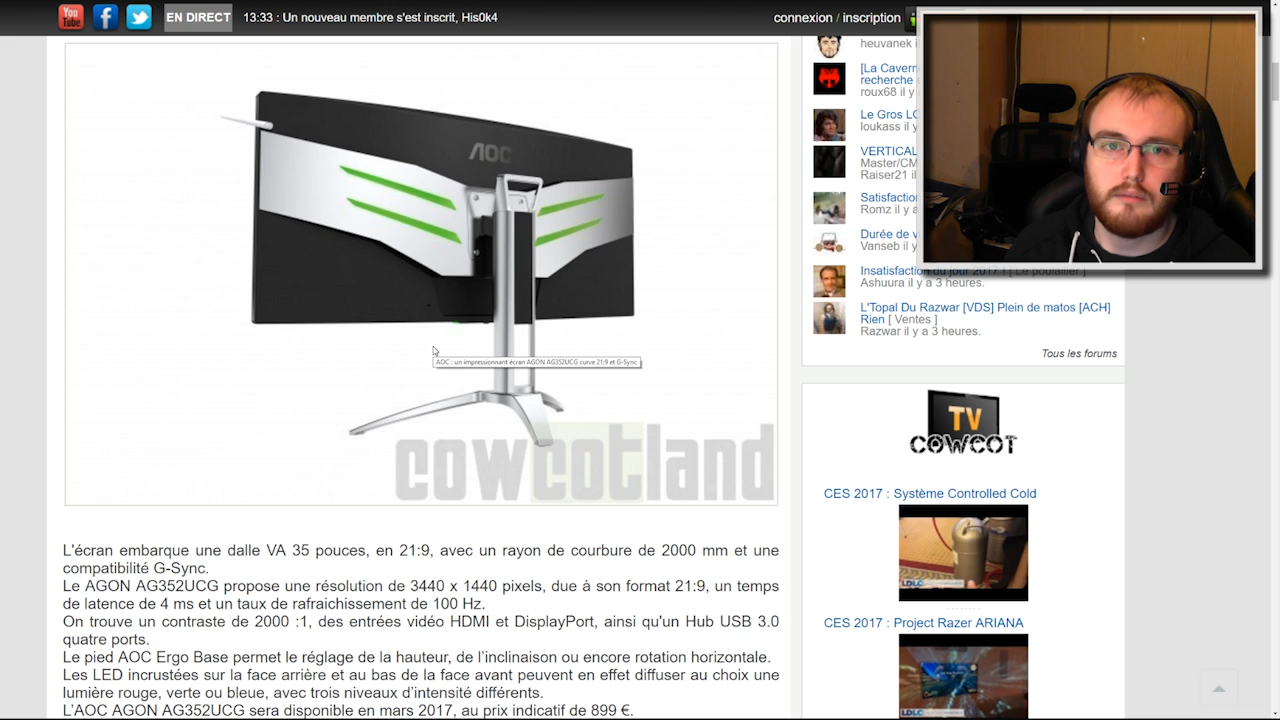 You
Tube
EN DIRECT
13:33 : Un nouveau membre s'est inscrit, His0k4
connexion / inscription
AOC
AOC : un impressionnant écran AGON AG352UCG curve 21:9 et G-Sync
cowcotland
L'écran embarque une dalle VA 35 pouces, en 21:9, avec un rayon de courbure de 2000 mm et une
compatibilité G-Sync.
Le AGON AG352UCG propose une résolution de 3440 x 1440 pixels, due à son format 21:9, un temps
de latence de 4 ms et un taux de rafraichissement de 100 Hz.
On trouve un contraste de 2000 :1, des entrées vidéo HDMI et DisplayPort, ainsi qu'un Hub USB 3.0
quatre ports.
Le pied AOC Ergo Base permet le réglage de la hauteur, de l'inclinaison ou encore rotation horizontale.
Les LED incrustées sur la face arrière et au bas de la face avant peuvent en effet diffuser au choix une
lumière rouge, verte ou bleue, avec trois niveaux d'intensité différents.
L'AOC AGON AG352UCG sera disponible en mars 2017, au prix indicatif de 899 €.
heuvanek i
[La Cavern
recherche
roux68 il y
Le Gros LC
loukass il y
VERTICAL
Master/CM
Raiser21 il
Satisfaction
Romz il y a
Durée de v
Vanseb il y
Insatisfaction du jour 2017 ! [ Le poulailler ]
Ashuura il y a 3 heures.
L'Topal Du Razwar [VDS] Plein de matos [ACH]
Rien [ Ventes ]
Razwar il y a 3 heures.
Tous les forums
TV
COWCOT
CES 2017 : Système Controlled Cold
LDLC
CES 2017 : Project Razer ARIANA
LDLC